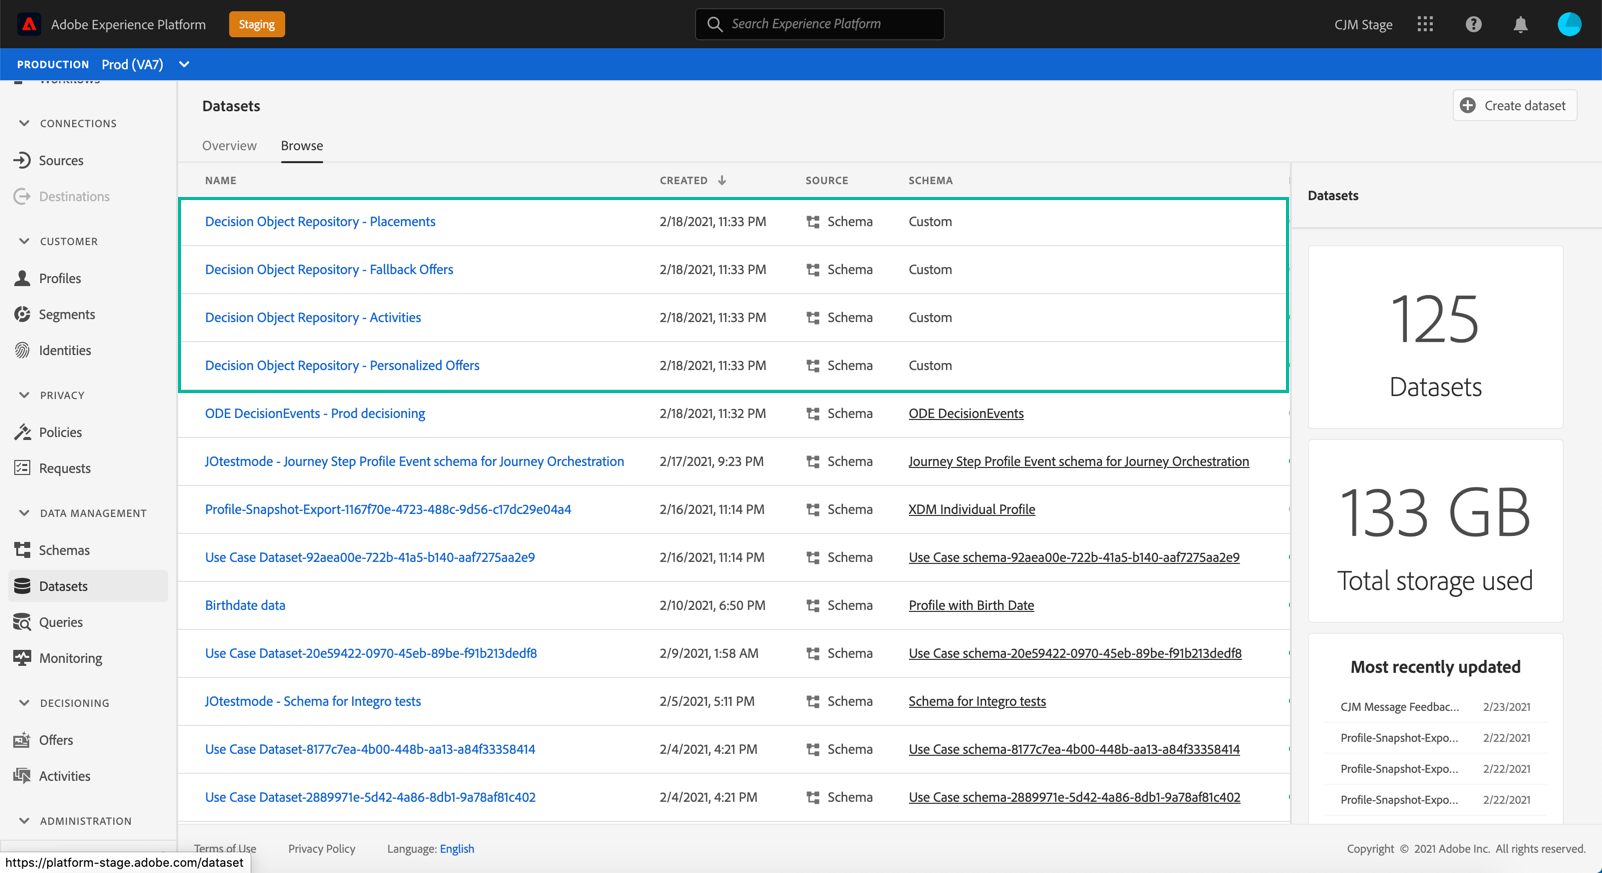 Adobe Experience Platform
Staging
Search Experience Platform
CJM Stage
PRODUCTION Prod (VA7)
Workflows
CONNECTIONS
Sources
Destinations
CUSTOMER
Profiles
Segments
Identities
PRIVACY
Policies
Requests
DATA MANAGEMENT
Schemas
Datasets
Queries
Monitoring
DECISIONING
Offers
Activities
ADMINISTRATION
https://platform-stage.adobe.com/dataset
Datasets
Create dataset
Overview Browse
NAME CREATED SOURCE SCHEMA
Decision Object Repository - Placements 2/18/2021, 11:33 PM Schema Custom
Decision Object Repository - Fallback Offers 2/18/2021, 11:33 PM Schema Custom
Decision Object Repository - Activities 2/18/2021, 11:33 PM Schema Custom
Decision Object Repository - Personalized Offers 2/18/2021, 11:33 PM Schema Custom
ODE DecisionEvents - Prod decisioning 2/18/2021, 11:32 PM Schema ODE DecisionEvents
JOtestmode - Journey Step Profile Event schema for Journey Orchestration 2/17/2021, 9:23 PM Schema Journey Step Profile Event schema for Journey Orchestration
Profile-Snapshot-Export-1167f70e-4723-488c-9d56-c17dc29e04a4 2/16/2021, 11:14 PM Schema XDM Individual Profile
Use Case Dataset-92aea00e-722b-41a5-b140-aaf7275aa2e9 2/16/2021, 11:14 PM Schema Use Case schema-92aea00e-722b-41a5-b140-aaf7275aa2e9
Birthdate data 2/10/2021, 6:50 PM Schema Profile with Birth Date
Use Case Dataset-20e59422-0970-45eb-89be-f91b213dedf8 2/9/2021, 1:58 AM Schema Use Case schema-20e59422-0970-45eb-89be-f91b213dedf8
JOtestmode - Schema for Integro tests 2/5/2021, 5:11 PM Schema Schema for Integro tests
Use Case Dataset-8177c7ea-4b00-448b-aa13-a84f33358414 2/4/2021, 4:21 PM Schema Use Case schema-8177c7ea-4b00-448b-aa13-a84f33358414
Use Case Dataset-2889971e-5d42-4a86-8db1-9a78af81c402 2/4/2021, 4:21 PM Schema Use Case schema-2889971e-5d42-4a86-8db1-9a78af81c402
Datasets
125
Datasets
133 GB
Total storage used
Most recently updated
CJM Message Feedbac... 2/23/2021
Profile-Snapshot-Expo... 2/22/2021
Profile-Snapshot-Expo... 2/22/2021
Profile-Snapshot-Expo... 2/22/2021
Terms of Use Privacy Policy Language: English
Copyright © 2021 Adobe Inc. All rights reserved.